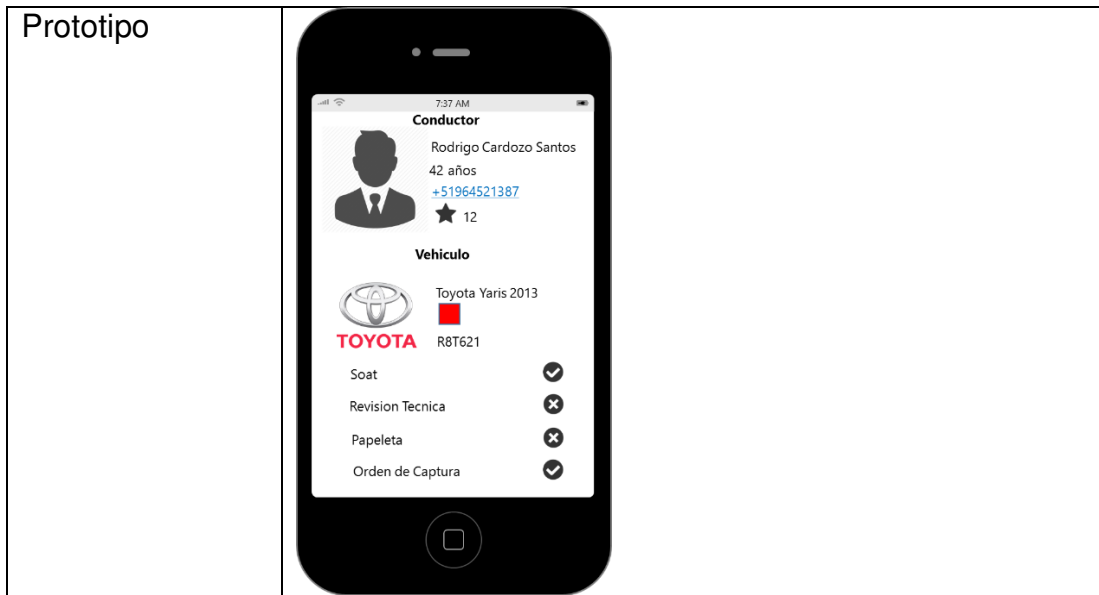 Prototipo
7:37 AM
Conductor
Rodrigo Cardozo Santos
42 años
+51964521387
12
Vehiculo
Toyota Yaris 2013
TOYOTA
R8T621
Soat
Revision Tecnica
Papeleta
Orden de Captura